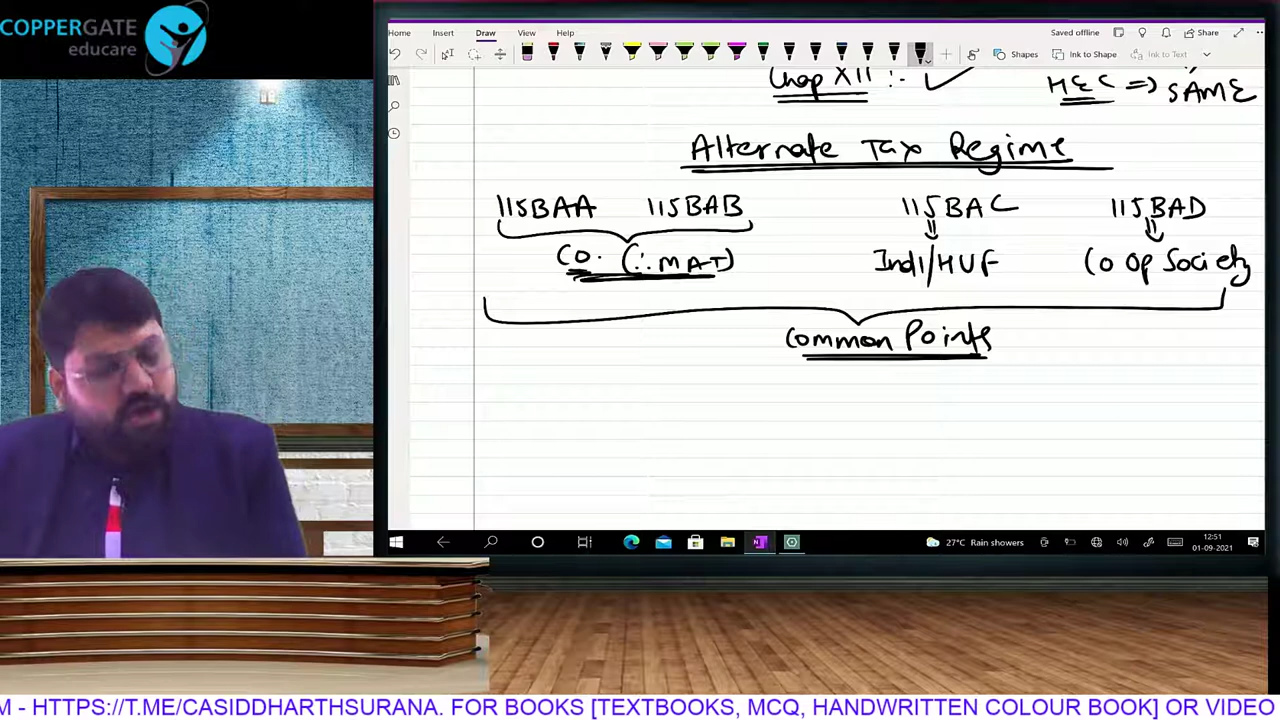 COPPERGATE
educare
Home Insert Draw View Help
Saved offline
Share
Shapes
Ink to Shape
Ink to Text
Chap XII :- ✓
HEC => SAME
Alternate Tax Regime
115BAA 115BAB 115BAC 115BAD
CO. (∴ MAT) Indi/HUF CO Op Society
Common Points
27°C Rain showers
12:51
01-09-2021
M - HTTPS://T.ME/CASIDDHARTHSURANA. FOR BOOKS [TEXTBOOKS, MCQ, HANDWRITTEN COLOUR BOOK] OR VIDEO